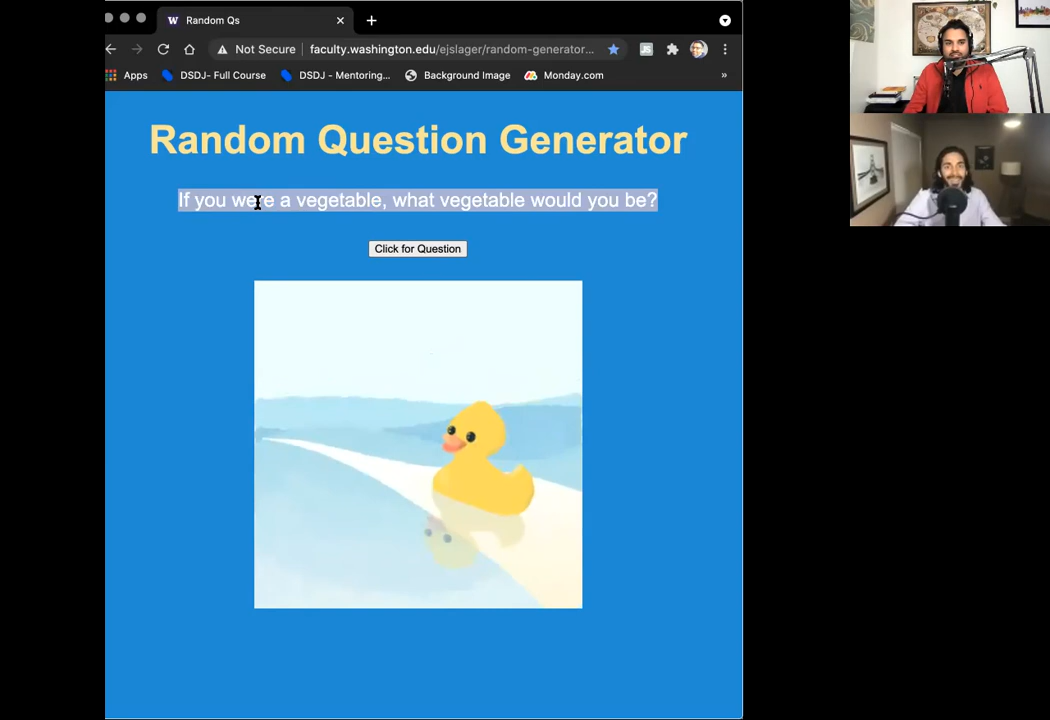 Random Qs
Not Secure faculty.washington.edu/ejslager/random-generator...
Apps DSDJ- Full Course DSDJ - Mentoring... Background Image Monday.com »
Random Question Generator
If you were a vegetable, what vegetable would you be?
Click for Question